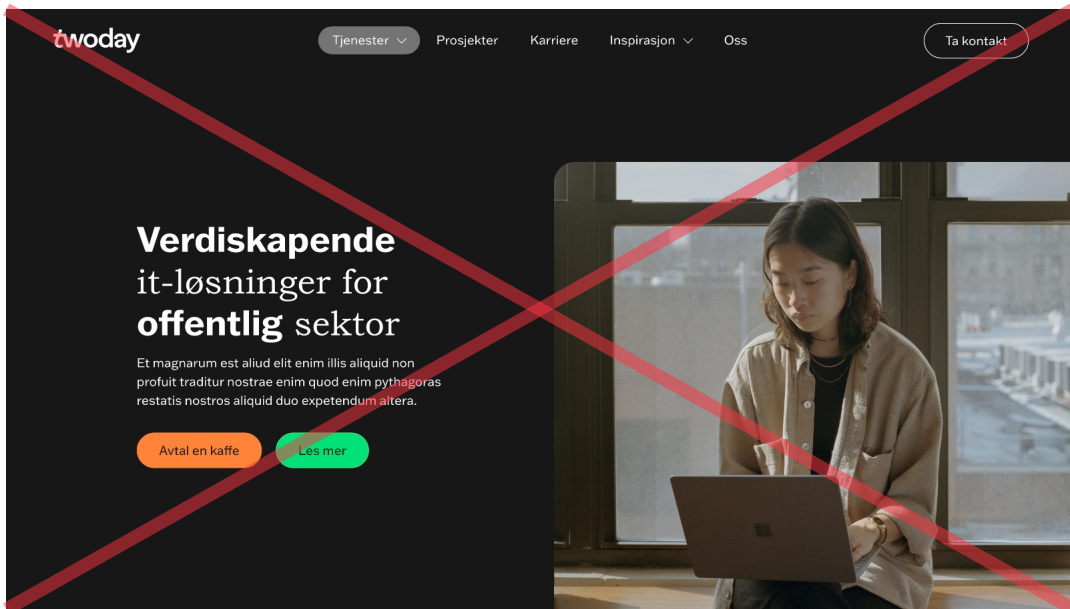 twoday
Tjenester
Prosjekter
Karriere
Inspirasjon
Oss
Ta kontakt
Verdiskapende
it-løsninger for
offentlig sektor
Et magnarum est aliud elit enim illis aliquid non
profuit traditur nostrae enim quod enim pythagoras
restatis nostros aliquid duo expetendum altera.
Avtal en kaffe
Les mer